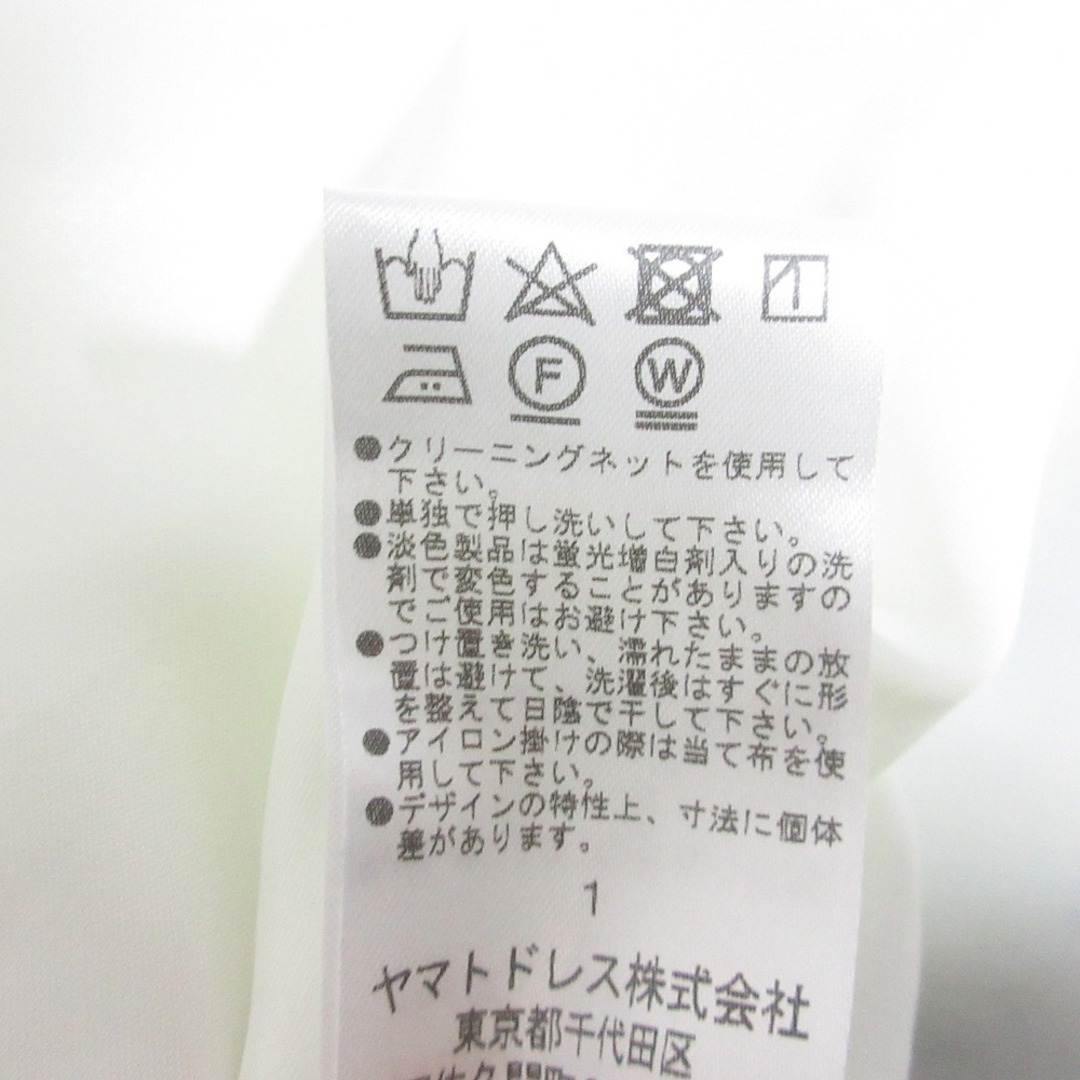 F W
●クリーニングネットを使用して
下さい。
●単独で押し洗いして下さい。
●淡色製品は蛍光増白剤入りの洗
剤で変色することがありますの
でご使用はお避け下さい。
●つけ置き洗い、濡れたままの放
置は避けて、洗濯後はすぐに形
を整えて日陰で干して下さい。
●アイロン掛けの際は当て布を使
用して下さい。
●デザインの特性上、寸法に個体
差があります。
1
ヤマトドレス株式会社
東京都千代田区
佐久間町